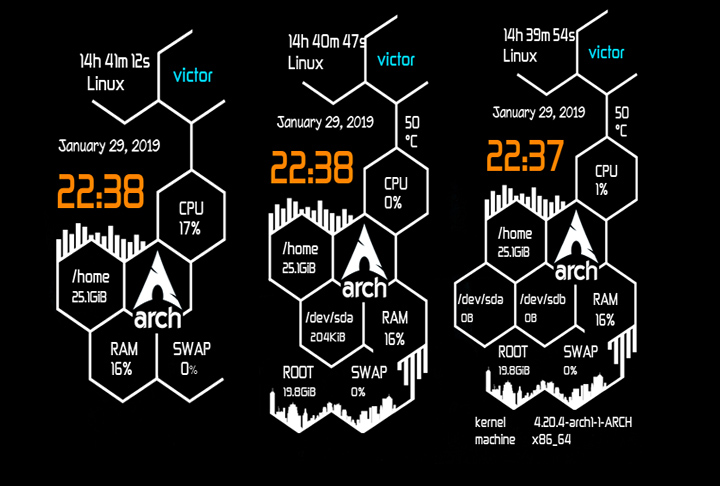 14h 41m 12s
Linux
victor
January 29, 2019
22:38
CPU
17%
/home
25.1GiB
arch
RAM
16%
SWAP
0%
14h 40m 47s
Linux
victor
January 29, 2019
50
°C
22:38
CPU
0%
/home
25.1GiB
arch
/dev/sda
204KiB
RAM
16%
ROOT
19.8GiB
SWAP
0%
14h 39m 54s
Linux
victor
January 29, 2019
50
°C
22:37
CPU
1%
/home
25.1GiB
arch
/dev/sda
0B
/dev/sdb
0B
RAM
16%
ROOT
19.8GiB
SWAP
0%
kernel 4.20.4-arch1-1-ARCH
machine x86_64